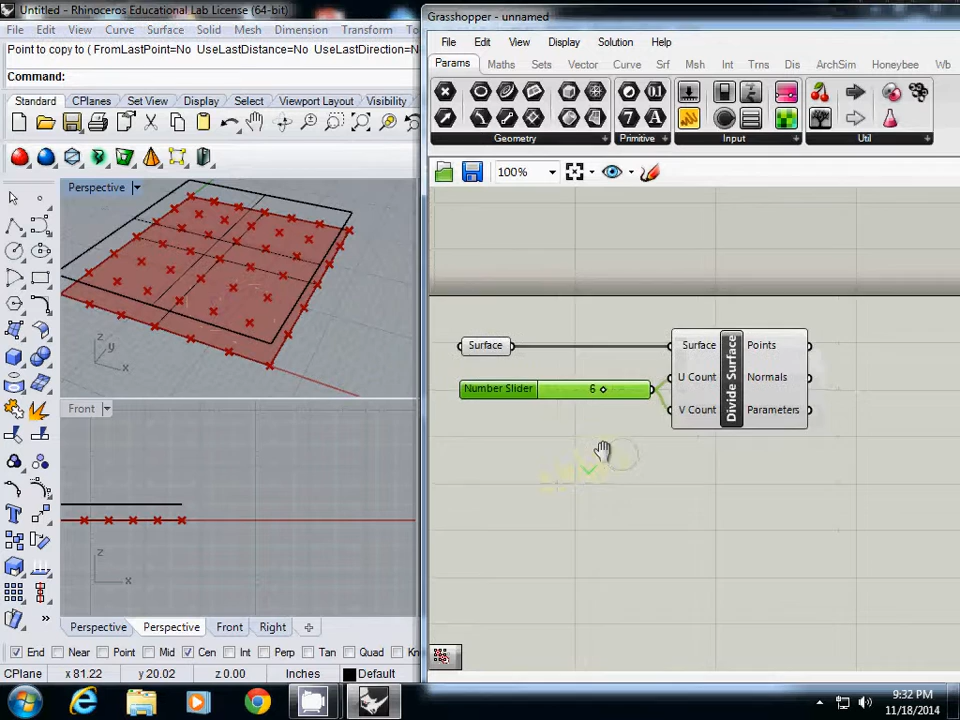 Untitled - Rhinoceros Educational Lab License (64-bit)
File Edit View Curve Surface Solid Mesh Dimension Transform To
Point to copy to ( FromLastPoint=No UseLastDistance=No UseLastDirection=N
Command:
Standard CPlanes Set View Display Select Viewport Layout Visibility
Perspective
z
y
x
Front
z
x
Perspective Perspective Front Right
End Near Point Mid Cen Int Perp Tan Quad Kn
CPlane x 81.22 y 20.02 z 0.00 Inches Default
Grasshopper - unnamed
File Edit View Display Solution Help
Params Maths Sets Vector Curve Srf Msh Int Trns Dis ArchSim Honeybee Wb
Geometry Primitive Input Util
100%
Surface
Number Slider 6
Surface
U Count
V Count
Divide Surface
Points
Normals
Parameters
9:32 PM
11/18/2014